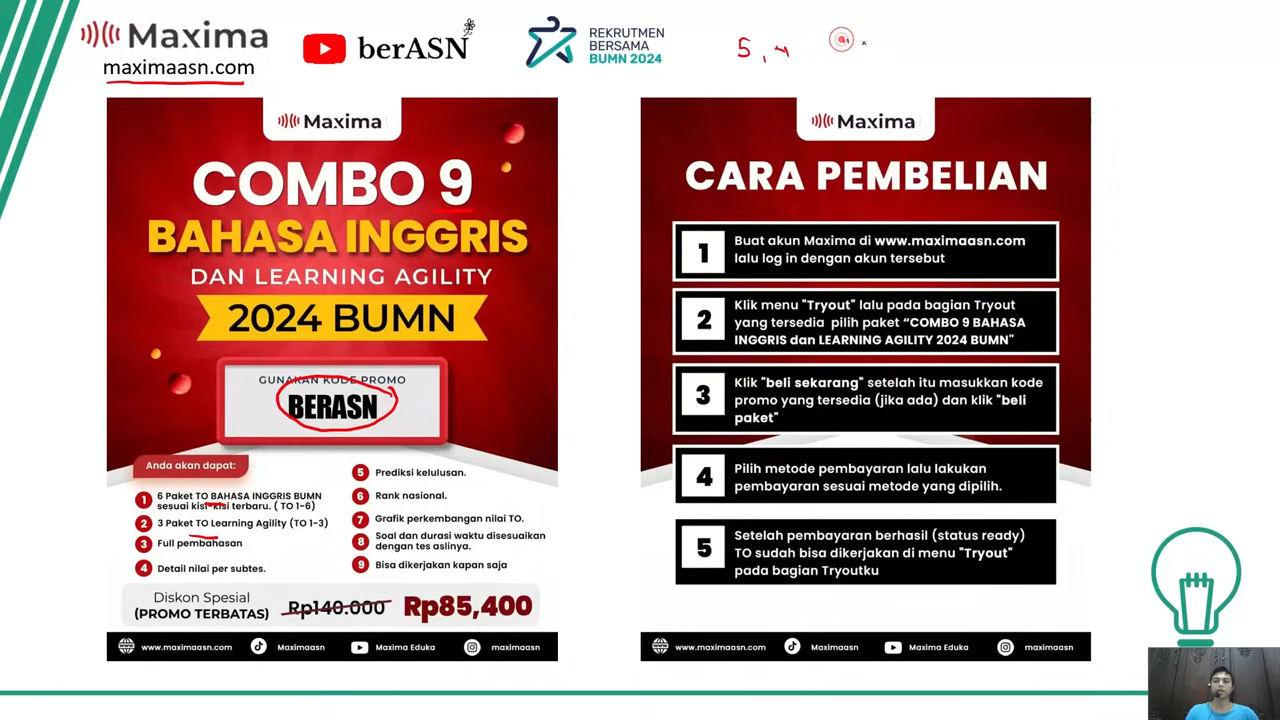 Maxima
maximaasn.com
berASN
REKRUTMEN
BERSAMA
BUMN 2024
5,4
Maxima
COMBO 9
BAHASA INGGRIS
DAN LEARNING AGILITY
2024 BUMN
GUNAKAN KODE PROMO
BERASN
Anda akan dapat:
1 6 Paket TO BAHASA INGGRIS BUMN
sesuai kisi-kisi terbaru. ( TO 1-6)
2 3 Paket TO Learning Agility (TO 1-3)
3 Full pembahasan
4 Detail nilai per subtes.
5 Prediksi kelulusan.
6 Rank nasional.
7 Grafik perkembangan nilai TO.
8 Soal dan durasi waktu disesuaikan
dengan tes aslinya.
9 Bisa dikerjakan kapan saja
Diskon Spesial
(PROMO TERBATAS)
Rp140.000 Rp85,400
www.maximaasn.com Maximaasn Maxima Eduka maximaasn
Maxima
CARA PEMBELIAN
1 Buat akun Maxima di www.maximaasn.com
lalu log in dengan akun tersebut
2 Klik menu "Tryout" lalu pada bagian Tryout
yang tersedia pilih paket “COMBO 9 BAHASA
INGGRIS dan LEARNING AGILITY 2024 BUMN"
3 Klik "beli sekarang" setelah itu masukkan kode
promo yang tersedia (jika ada) dan klik "beli
paket"
4 Pilih metode pembayaran lalu lakukan
pembayaran sesuai metode yang dipilih.
5 Setelah pembayaran berhasil (status ready)
TO sudah bisa dikerjakan di menu "Tryout"
pada bagian Tryoutku
www.maximaasn.com Maximaasn Maxima Eduka maximaasn